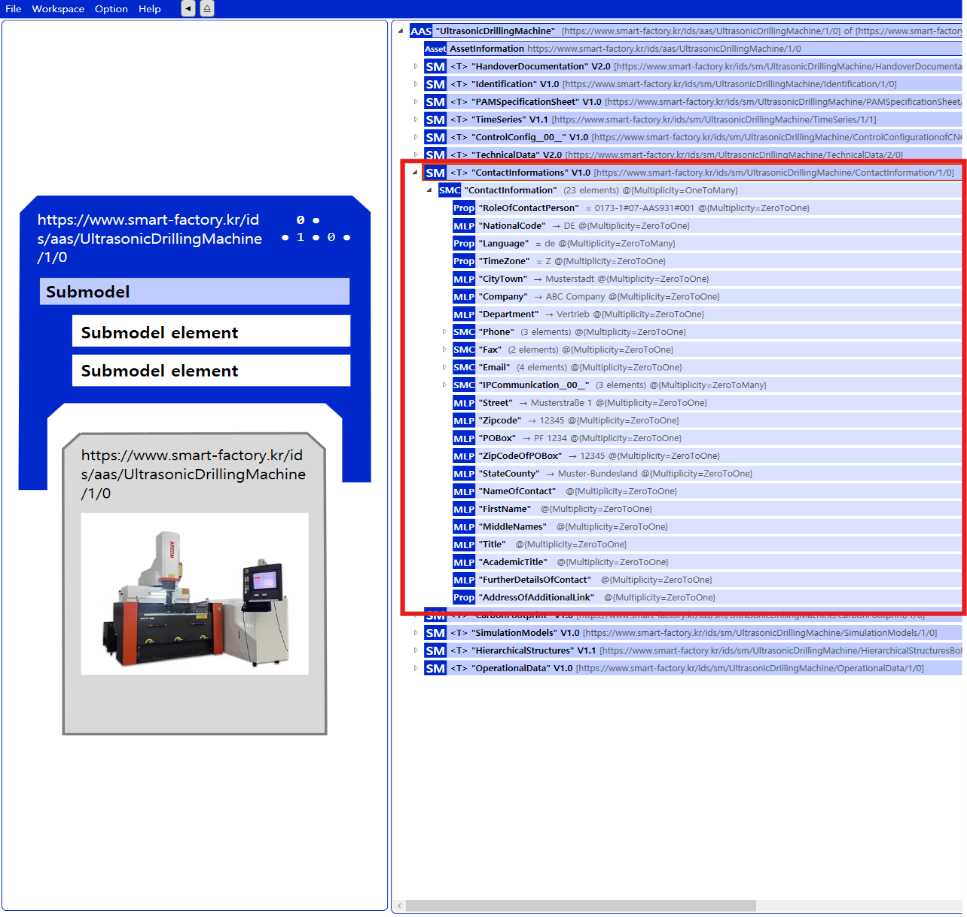 File Workspace Option Help
https://www.smart-factory.kr/id
s/aas/UltrasonicDrillingMachine
/1/0
0
1 0
Submodel
Submodel element
Submodel element
https://www.smart-factory.kr/id
s/aas/UltrasonicDrillingMachine
/1/0
AAS "UltrasonicDrillingMachine" [https://www.smart-factory.kr/ids/aas/UltrasonicDrillingMachine/1/0] of [https://www.smart-factory
Asset AssetInformation https://www.smart-factory.kr/ids/aas/UltrasonicDrillingMachine/1/0
SM <T> "HandoverDocumentation" V2.0 [https://www.smart-factory.kr/ids/sm/UltrasonicDrillingMachine/HandoverDocumenta
SM <T> "Identification" V1.0 [https://www.smart-factory.kr/ids/sm/UltrasonicDrillingMachine/Identification/1/0]
SM <T> "PAMSpecificationSheet" V1.0 [https://www.smart-factory.kr/ids/sm/UltrasonicDrillingMachine/PAMSpecificationSheet/
SM <T> "TimeSeries" V1.1 [https://www.smart-factory.kr/ids/sm/UltrasonicDrillingMachine/TimeSeries/1/1]
SM <T> "ControlConfig__00__" V1.0 [https://www.smart-factory.kr/ids/sm/UltrasonicDrillingMachine/ControlConfigurationofCN
SM <T> "TechnicalData" V2.0 [https://www.smart-factory.kr/ids/sm/UltrasonicDrillingMachine/TechnicalData/2/0]
SM <T> "ContactInformations" V1.0 [https://www.smart-factory.kr/ids/sm/UltrasonicDrillingMachine/ContactInformation/1/0]
SMC "ContactInformation" (23 elements) @{Multiplicity=OneToMany}
Prop "RoleOfContactPerson" = 0173-1#07-AAS931#001 @{Multiplicity=ZeroToOne}
MLP "NationalCode" → DE @{Multiplicity=ZeroToOne}
Prop "Language" = de @{Multiplicity=ZeroToMany}
Prop "TimeZone" = Z @{Multiplicity=ZeroToOne}
MLP "CityTown" → Musterstadt @{Multiplicity=ZeroToOne}
MLP "Company" → ABC Company @{Multiplicity=ZeroToOne}
MLP "Department" → Vertrieb @{Multiplicity=ZeroToOne}
SMC "Phone" (3 elements) @{Multiplicity=ZeroToOne}
SMC "Fax" (2 elements) @{Multiplicity=ZeroToOne}
SMC "Email" (4 elements) @{Multiplicity=ZeroToOne}
SMC "IPCommunication__00__" (3 elements) @{Multiplicity=ZeroToMany}
MLP "Street" → Musterstraße 1 @{Multiplicity=ZeroToOne}
MLP "Zipcode" → 12345 @{Multiplicity=ZeroToOne}
MLP "POBox" → PF 1234 @{Multiplicity=ZeroToOne}
MLP "ZipCodeOfPOBox" → 12345 @{Multiplicity=ZeroToOne}
MLP "StateCounty" → Muster-Bundesland @{Multiplicity=ZeroToOne}
MLP "NameOfContact" @{Multiplicity=ZeroToOne}
MLP "FirstName" @{Multiplicity=ZeroToOne}
MLP "MiddleNames" @{Multiplicity=ZeroToOne}
MLP "Title" @{Multiplicity=ZeroToOne}
MLP "AcademicTitle" @{Multiplicity=ZeroToOne}
MLP "FurtherDetailsOfContact" @{Multiplicity=ZeroToOne}
Prop "AddressOfAdditionalLink" @{Multiplicity=ZeroToOne}
SM <T> "CarbonFootprint" V1.0 [https://www.smart-factory.kr/ids/sm/UltrasonicDrillingMachine/CarbonFootprint/1/0]
SM <T> "SimulationModels" V1.0 [https://www.smart-factory.kr/ids/sm/UltrasonicDrillingMachine/SimulationModels/1/0]
SM <T> "HierarchicalStructures" V1.1 [https://www.smart-factory.kr/ids/sm/UltrasonicDrillingMachine/HierarchicalStructuresBo
SM <T> "OperationalData" V1.0 [https://www.smart-factory.kr/ids/sm/UltrasonicDrillingMachine/OperationalData/1/0]